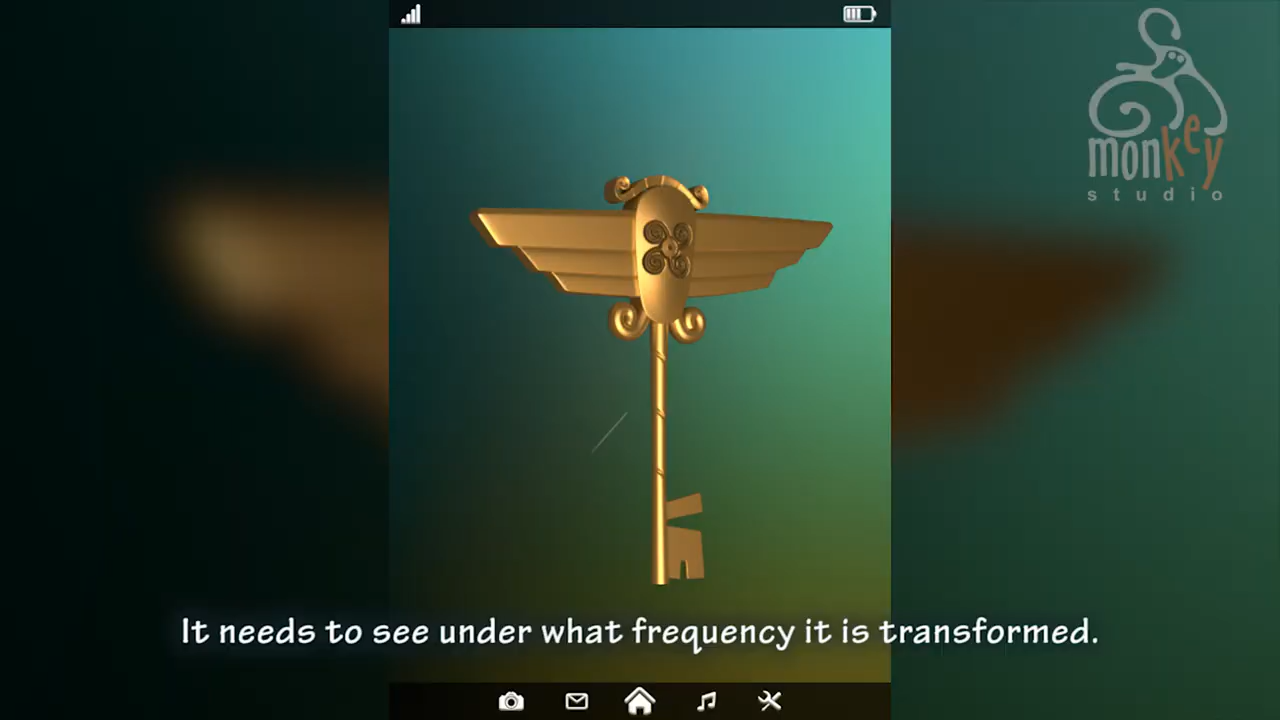 monkey
studio
It needs to see under what frequency it is transformed.